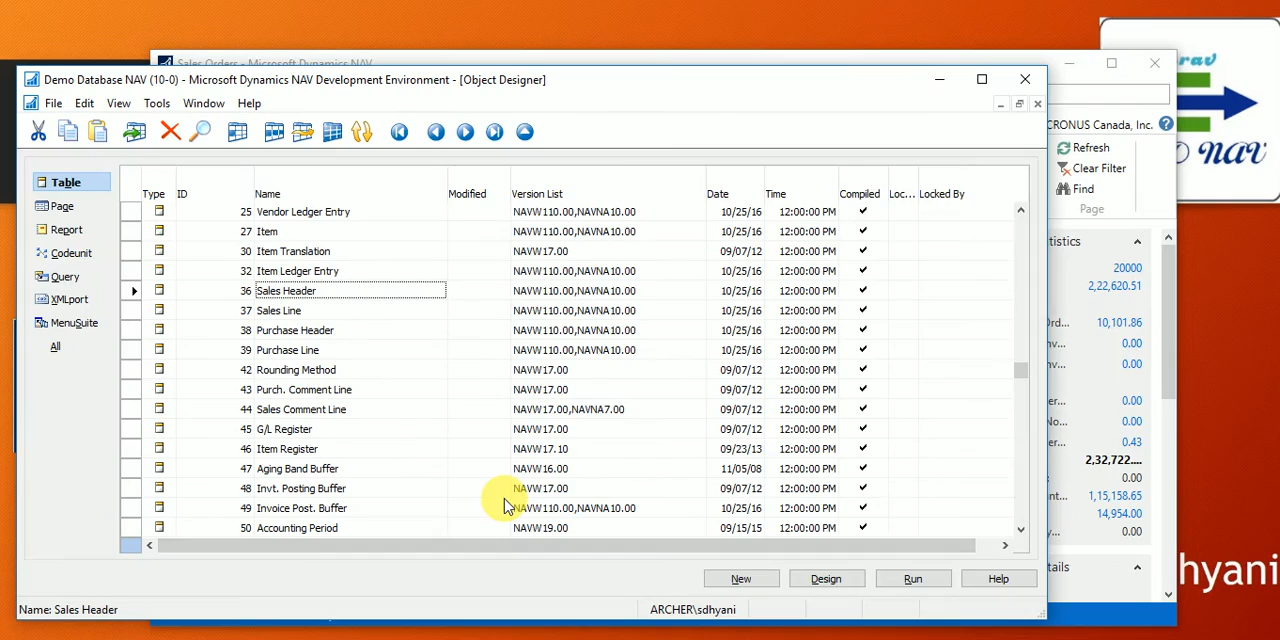 Sales Orders - Microsoft Dynamics NAV
Demo Database NAV (10-0) - Microsoft Dynamics NAV Development Environment - [Object Designer]
File Edit View Tools Window Help
Table
Page
Report
Codeunit
Query
XMLport
MenuSuite
All
Type ID Name Modified Version List Date Time Compiled Loc... Locked By
25 Vendor Ledger Entry NAVW110.00,NAVNA10.00 10/25/16 12:00:00 PM
27 Item NAVW110.00,NAVNA10.00 10/25/16 12:00:00 PM
30 Item Translation NAVW17.00 09/07/12 12:00:00 PM
32 Item Ledger Entry NAVW110.00,NAVNA10.00 10/25/16 12:00:00 PM
36 Sales Header NAVW110.00,NAVNA10.00 10/25/16 12:00:00 PM
37 Sales Line NAVW110.00,NAVNA10.00 10/25/16 12:00:00 PM
38 Purchase Header NAVW110.00,NAVNA10.00 10/25/16 12:00:00 PM
39 Purchase Line NAVW110.00,NAVNA10.00 10/25/16 12:00:00 PM
42 Rounding Method NAVW17.00 09/07/12 12:00:00 PM
43 Purch. Comment Line NAVW17.00 09/07/12 12:00:00 PM
44 Sales Comment Line NAVW17.00,NAVNA7.00 09/07/12 12:00:00 PM
45 G/L Register NAVW17.00 09/07/12 12:00:00 PM
46 Item Register NAVW17.10 09/23/13 12:00:00 PM
47 Aging Band Buffer NAVW16.00 11/05/08 12:00:00 PM
48 Invt. Posting Buffer NAVW17.00 09/07/12 12:00:00 PM
49 Invoice Post. Buffer NAVW110.00,NAVNA10.00 10/25/16 12:00:00 PM
50 Accounting Period NAVW19.00 09/15/15 12:00:00 PM
New Design Run Help
Name: Sales Header ARCHER\sdhyani
rav
O NAV
CRONUS Canada, Inc.
Refresh
Clear Filter
Find
Page
tistics
20000
2,22,620.51
Ord... 10,101.86
nv... 0.00
nv... 0.00
er... 0.00
No... 0.00
er... 0.43
2,32,722....
0.00
nt... 1,15,158.65
14,954.00
y... 0.00
etails
hyani